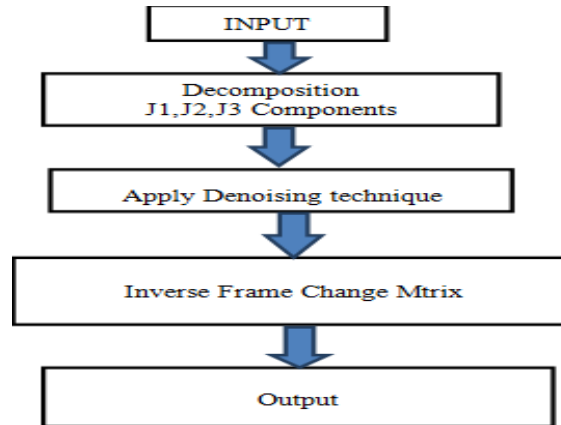 INPUT
Decomposition
J1,J2,J3 Components
Apply Denoising technique
Inverse Frame Change Mtrix
Output